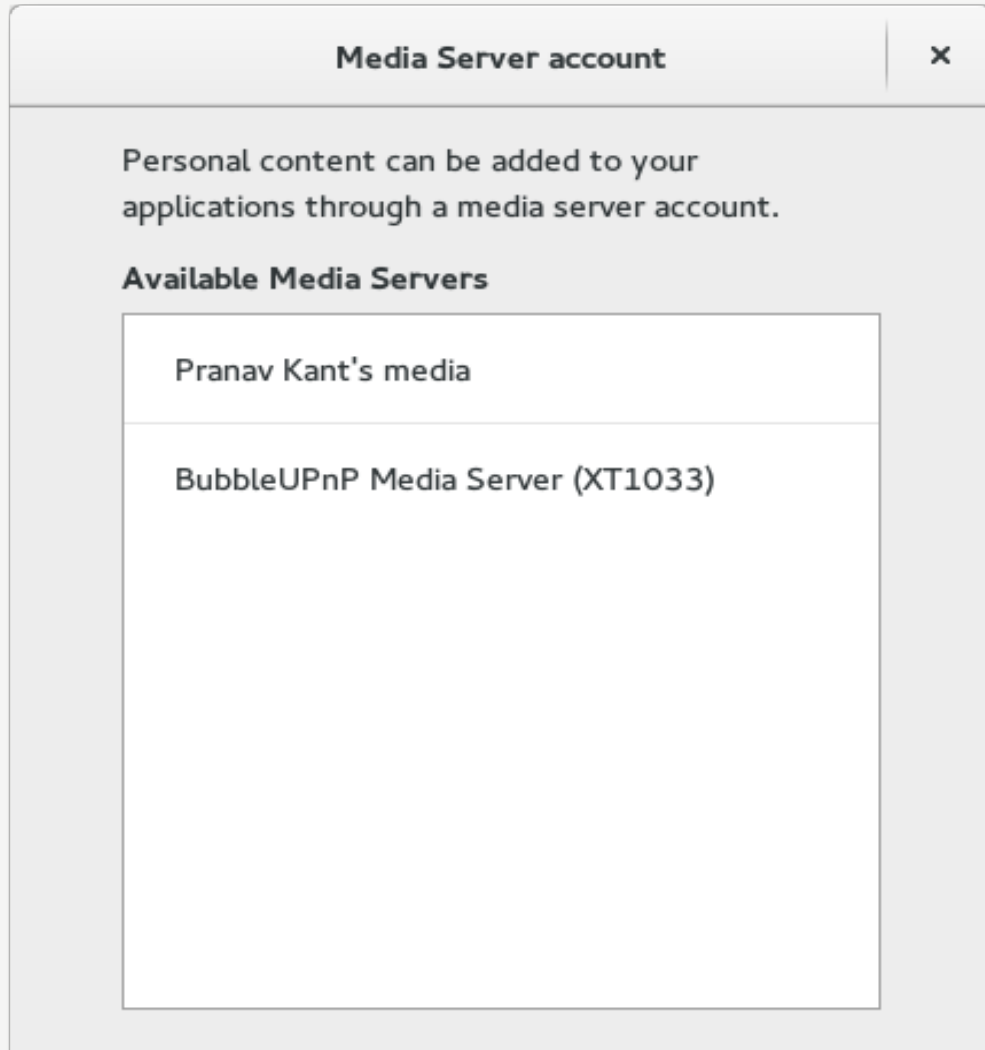 Media Server account
Personal content can be added to your
applications through a media server account.
Available Media Servers
Pranav Kant's media
BubbleUPnP Media Server (XT1033)